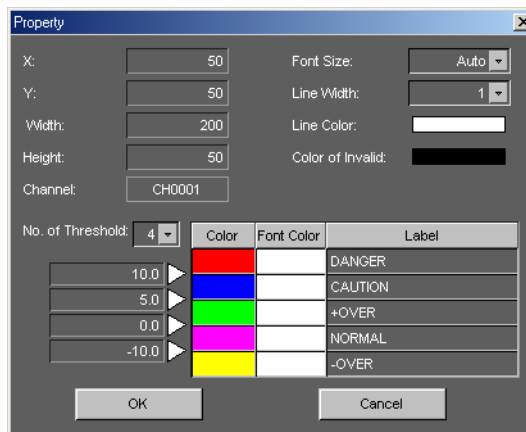 Property
X: 50 Font Size: Auto
Y: 50 Line Width: 1
Width: 200 Line Color:
Height: 50 Color of Invalid:
Channel: CH0001
No. of Threshold: 4 Color Font Color Label
DANGER
10.0
CAUTION
5.0
+OVER
0.0
NORMAL
-10.0
-OVER
OK Cancel